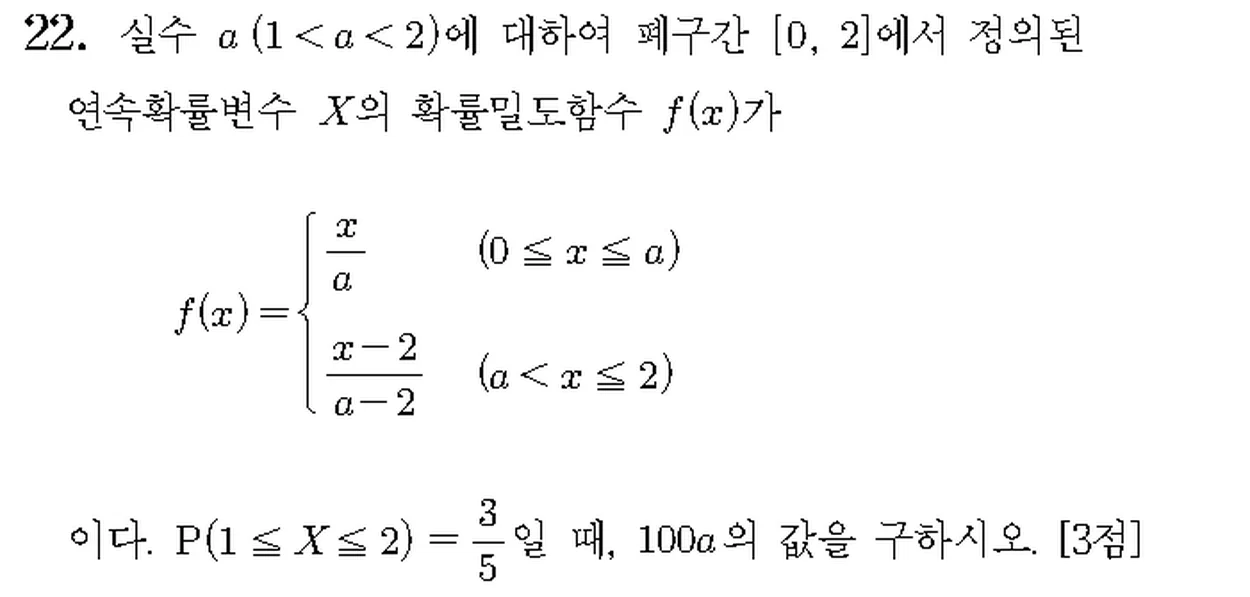 22. 실수 a (1 < a < 2)에 대하여 폐구간 [0, 2]에서 정의된
연속확률변수 X의 확률밀도함수 f(x)가
f(x) = { x/a (0 ≦ x ≦ a)
(x − 2)/(a − 2) (a < x ≦ 2)
이다. P(1 ≦ X ≦ 2) = 3/5 일 때, 100a의 값을 구하시오. [3점]